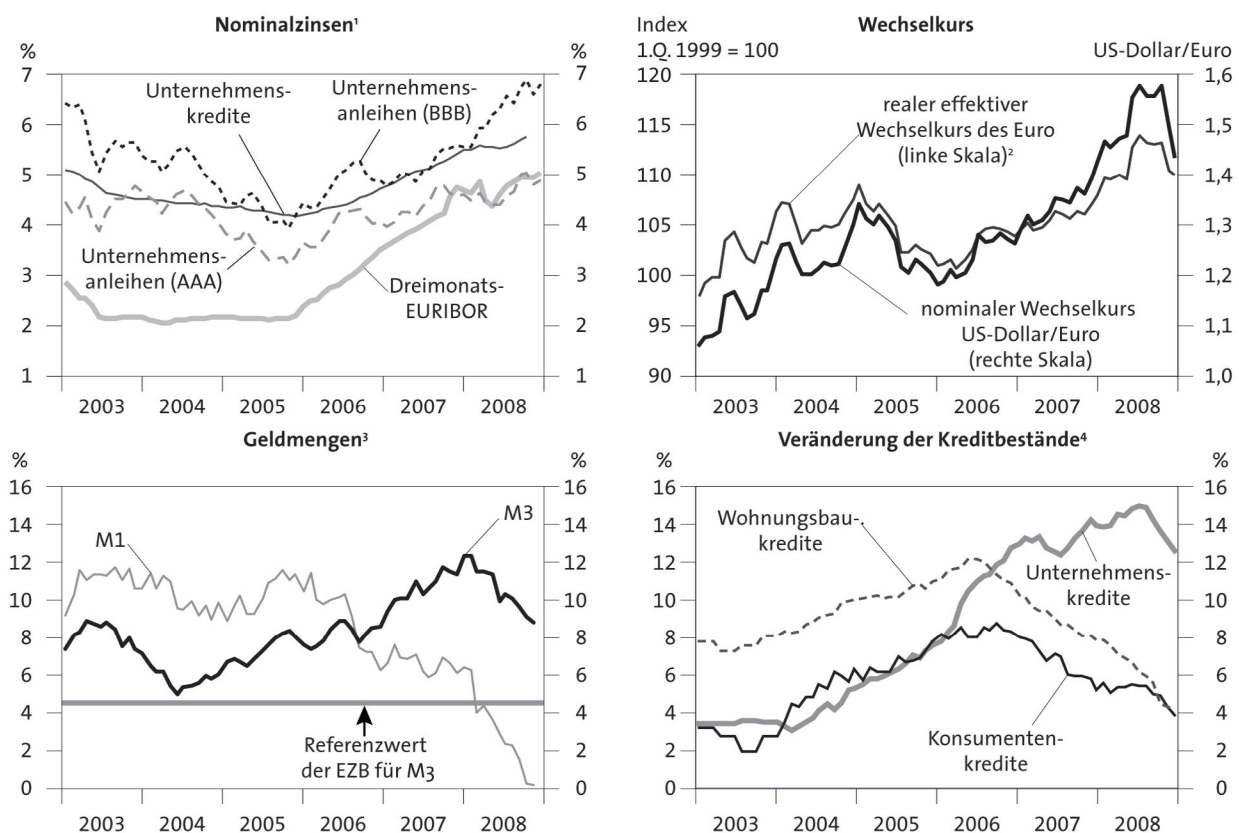 Nominalzinsen¹
% %
7 7
6 6
5 5
4 4
3 3
2 2
1 1
Unternehmens-
kredite
Unternehmens-
anleihen (BBB)
Unternehmens-
anleihen (AAA)
Dreimonats-
EURIBOR
2003 2004 2005 2006 2007 2008
Wechselkurs
Index
1.Q. 1999 = 100
US-Dollar/Euro
120 1,6
115 1,5
110 1,4
105 1,3
100 1,2
95 1,1
90 1,0
realer effektiver
Wechselkurs des Euro
(linke Skala)²
nominaler Wechselkurs
US-Dollar/Euro
(rechte Skala)
2003 2004 2005 2006 2007 2008
Geldmengen³
% %
16 16
14 14
12 12
10 10
8 8
6 6
4 4
2 2
0 0
M1
M3
Referenzwert
der EZB für M3
2003 2004 2005 2006 2007 2008
Veränderung der Kreditbestände⁴
% %
16 16
14 14
12 12
10 10
8 8
6 6
4 4
2 2
0 0
Wohnungsbau-
kredite
Unternehmens-
kredite
Konsumenten-
kredite
2003 2004 2005 2006 2007 2008